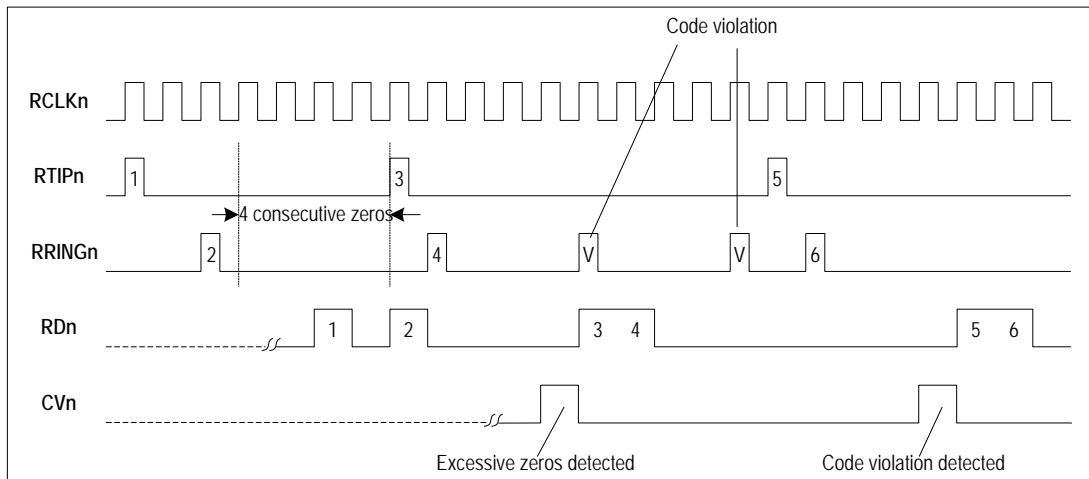 Code violation
RCLKn
RTIPn
1
3
5
4 consecutive zeros
RRINGn
2
4
V
V
6
RDn
1
2
3 4
5 6
CVn
Excessive zeros detected
Code violation detected